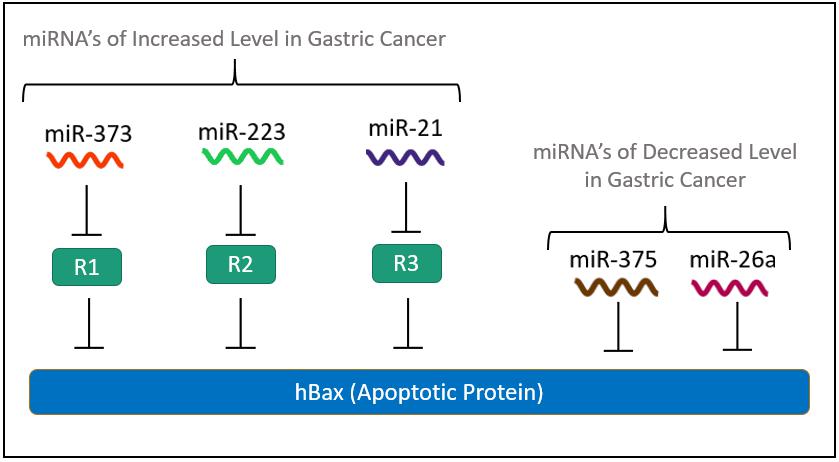 miRNA’s of Increased Level in Gastric Cancer
miR-373
miR-223
miR-21
miRNA’s of Decreased Level
in Gastric Cancer
miR-375
miR-26a
R1
R2
R3
hBax (Apoptotic Protein)